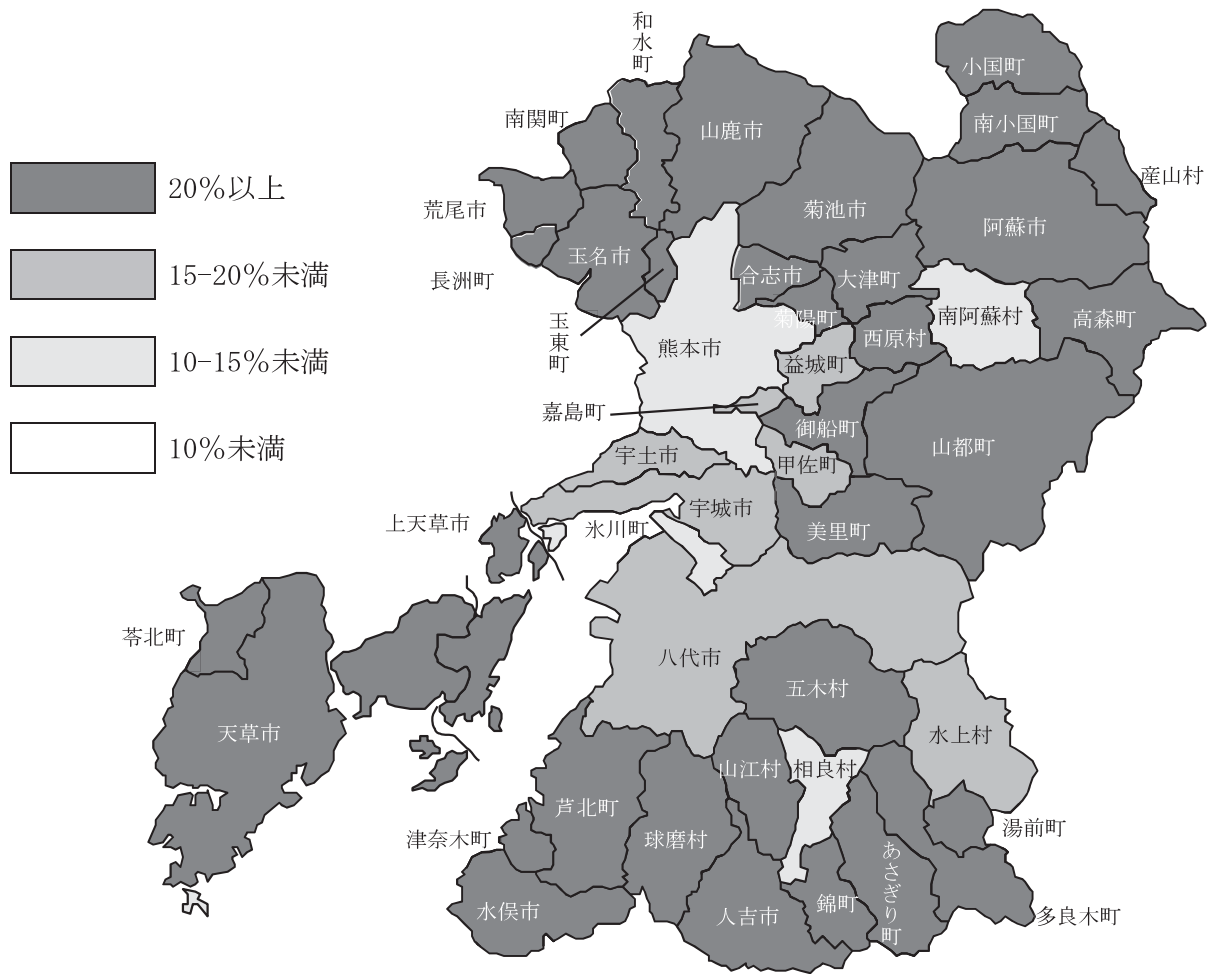 20%以上
15-20%未満
10-15%未満
10%未満
和水町
小国町
南関町
山鹿市
南小国町
産山村
荒尾市
菊池市
阿蘇市
玉名市
長洲町
合志市
大津町
玉東町
菊陽町
南阿蘇村
高森町
熊本市
西原村
益城町
嘉島町
御船町
山都町
宇土市
甲佐町
上天草市
氷川町
宇城市
美里町
苓北町
八代市
五木村
天草市
水上村
山江村
相良村
芦北町
湯前町
津奈木町
球磨村
あさぎり町
水俣市
人吉市
錦町
多良木町